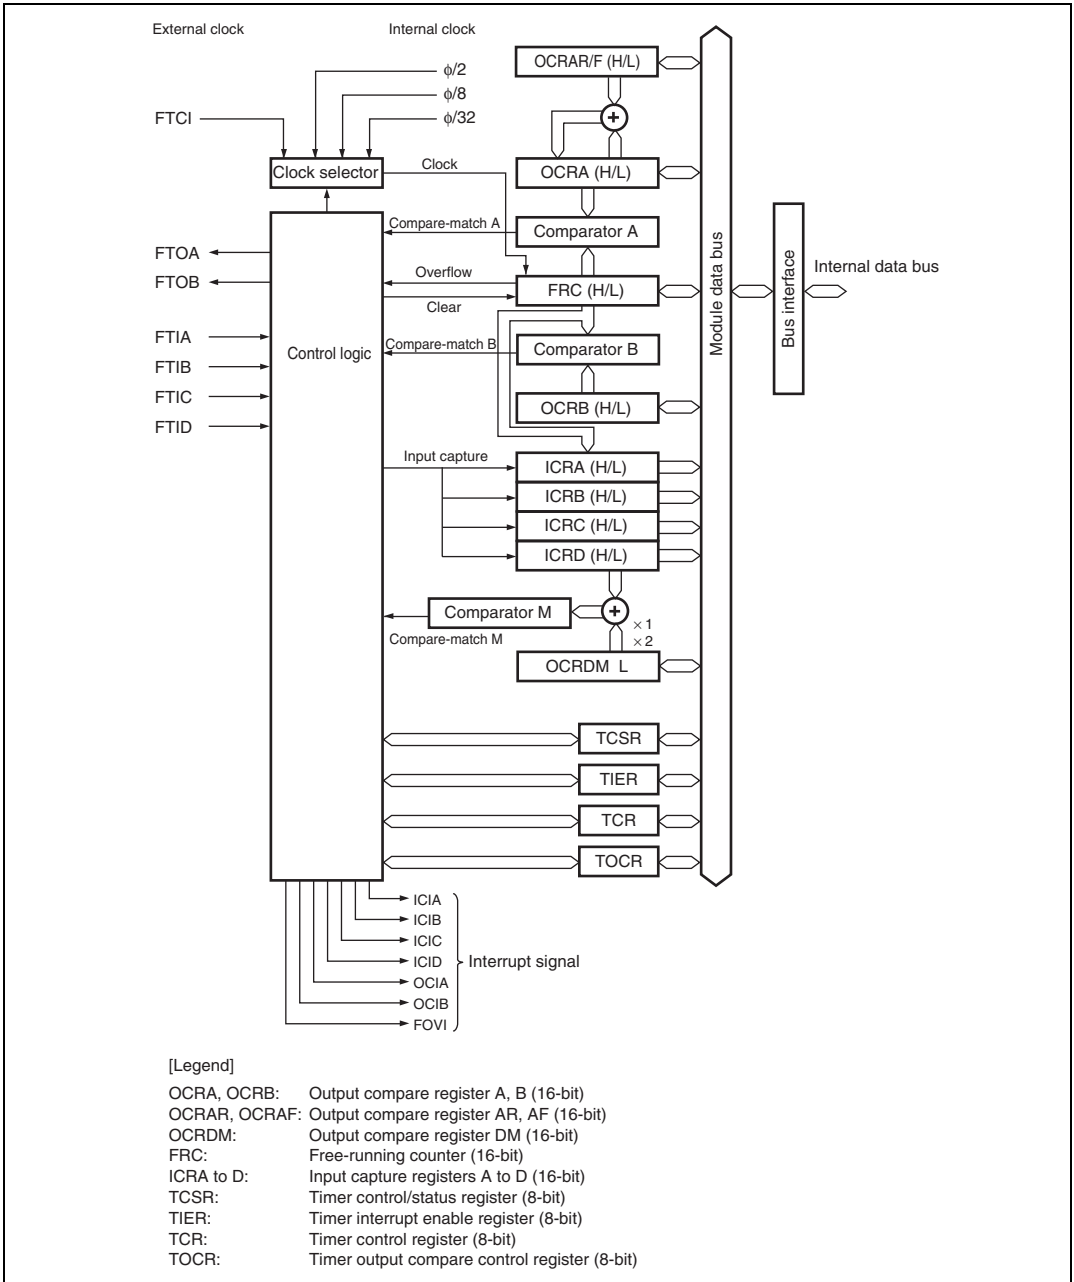 External clock
Internal clock
OCRAR/F (H/L)
ϕ/2
ϕ/8
FTCI
ϕ/32
+
Clock selector
Clock
OCRA (H/L)
Compare-match A
Comparator A
FTOA
Overflow
FTOB
FRC (H/L)
Clear
Module data bus
Bus interface
Internal data bus
FTIA
Control logic
Compare-match B
Comparator B
FTIB
FTIC
OCRB (H/L)
FTID
Input capture
ICRA (H/L)
ICRB (H/L)
ICRC (H/L)
ICRD (H/L)
Comparator M
+
× 1
× 2
Compare-match M
OCRDM L
TCSR
TIER
TCR
TOCR
ICIA
ICIB
ICIC
ICID
Interrupt signal
OCIA
OCIB
FOVI
[Legend]
OCRA, OCRB: Output compare register A, B (16-bit)
OCRAR, OCRAF: Output compare register AR, AF (16-bit)
OCRDM: Output compare register DM (16-bit)
FRC: Free-running counter (16-bit)
ICRA to D: Input capture registers A to D (16-bit)
TCSR: Timer control/status register (8-bit)
TIER: Timer interrupt enable register (8-bit)
TCR: Timer control register (8-bit)
TOCR: Timer output compare control register (8-bit)